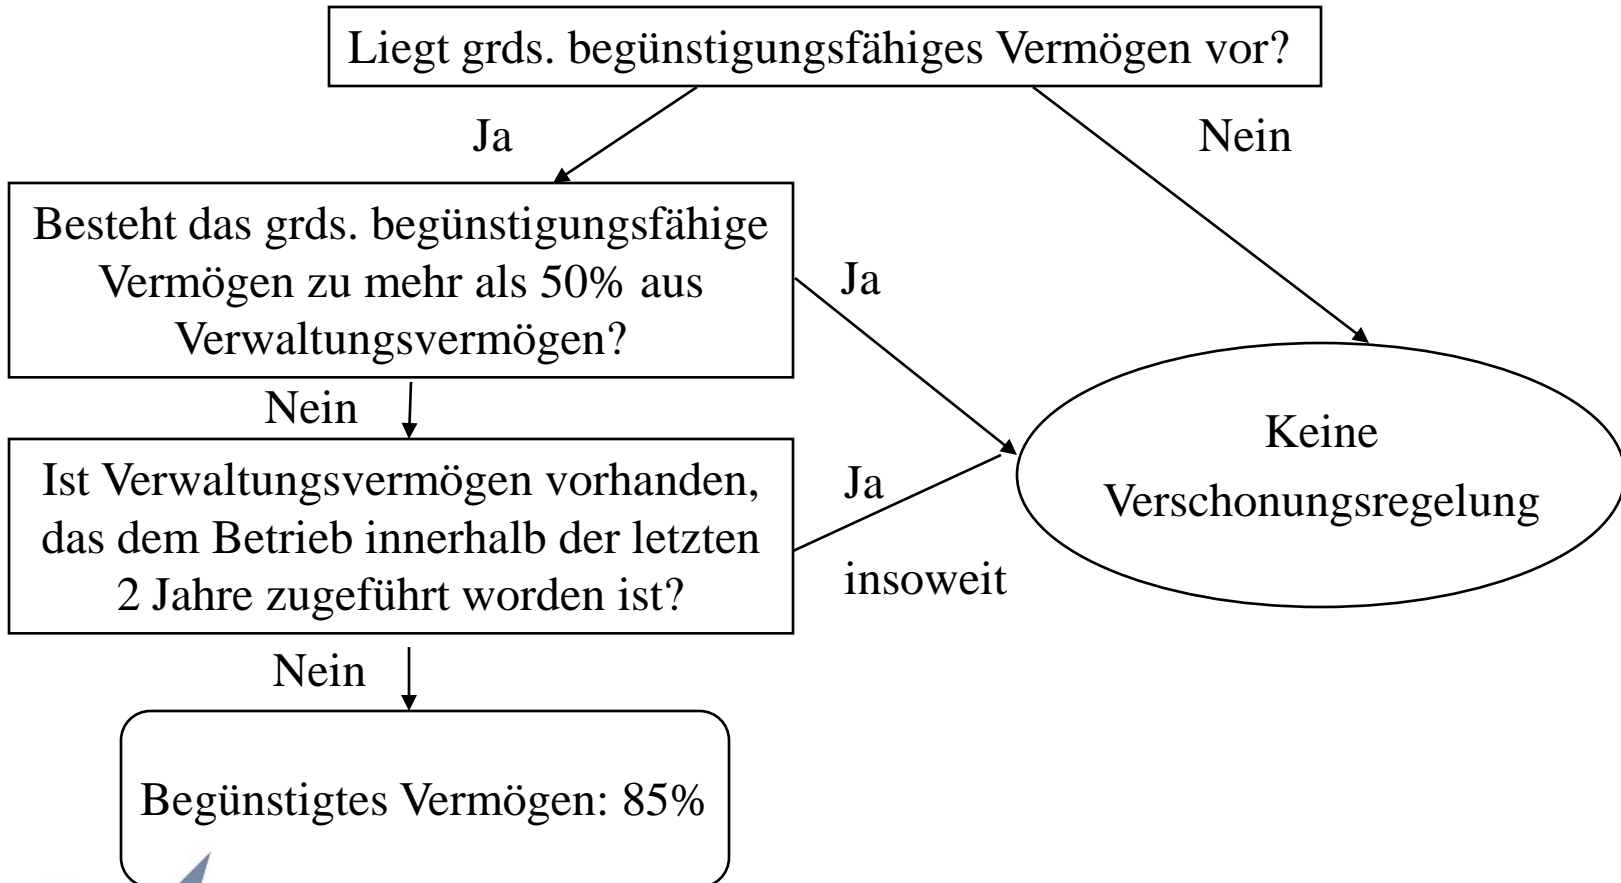 Liegt grds. begünstigungsfähiges Vermögen vor?
Ja
Nein
Besteht das grds. begünstigungsfähige
Vermögen zu mehr als 50% aus
Verwaltungsvermögen?
Ja
Nein
Keine
Verschonungsregelung
Ist Verwaltungsvermögen vorhanden,
das dem Betrieb innerhalb der letzten
2 Jahre zugeführt worden ist?
Ja
insoweit
Nein
Begünstigtes Vermögen: 85%